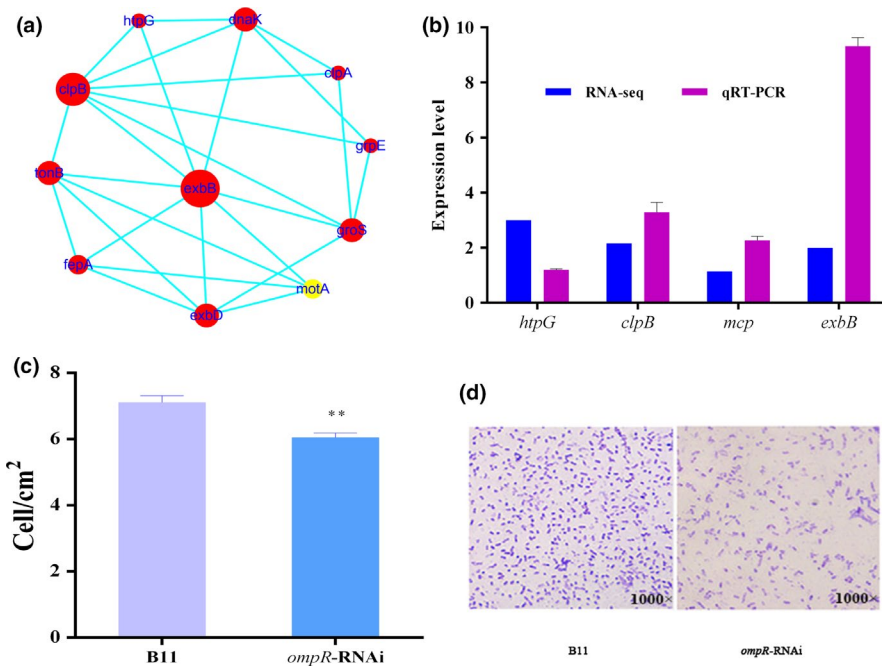 (a)
htpG
dnaK
clpB
clpA
grpE
tonB
exbB
groS
fepA
motA
exbD
(b)
Expression level
10
8
6
4
2
0
RNA-seq
qRT-PCR
htpG
clpB
mcp
exbB
(c)
Cell/cm²
8
6
4
2
0
**
B11
ompR-RNAi
(d)
1000×
1000×
B11
ompR-RNAi